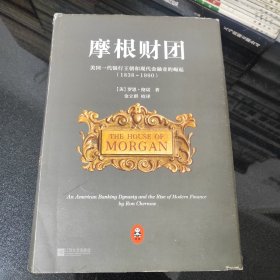 摩根财团
美国一代银行王朝和现代金融业的崛起
(1838~1990)
[美] 罗恩·彻诺 著
金立群 校译
THE HOUSE OF
MORGAN
An American Banking Dynasty and the Rise of Modern Finance
by Ron Chernow